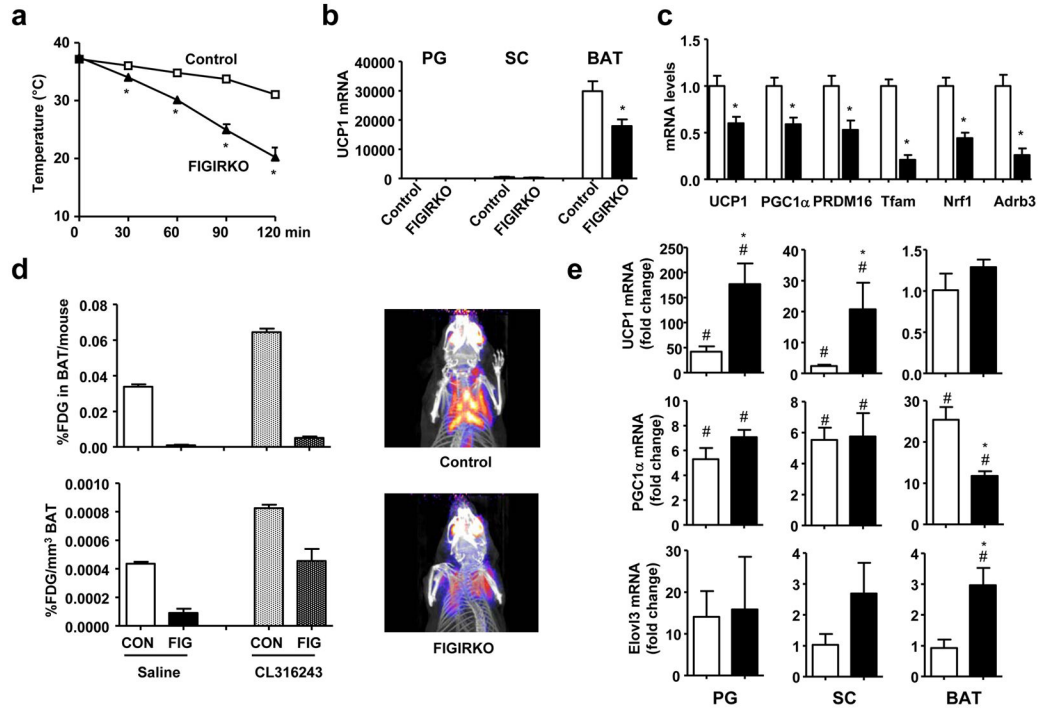 a
40
30
20
10
Temperature (°C)
Control
FIGIRKO
*
*
*
*
0 30 60 90 120 min
b
PG SC BAT
40000
30000
20000
10000
0
UCP1 mRNA
*
Control
FIGIRKO
Control
FIGIRKO
Control
FIGIRKO
c
1.5
1.0
0.5
0.0
mRNA levels
* * * * * *
UCP1 PGC1α PRDM16 Tfam Nrf1 Adrb3
d
0.08
0.06
0.04
0.02
0.00
%FDG in BAT/mouse
0.0010
0.0008
0.0006
0.0004
0.0002
0.0000
%FDG/mm³ BAT
CON FIG CON FIG
Saline CL316243
Control
FIGIRKO
e
UCP1 mRNA
(fold change)
250
200
150
100
50
0
#
*
#
40
30
20
10
0
#
*
#
1.5
1.0
0.5
0.0
PGC1α mRNA
(fold change)
10
8
6
4
2
0
# #
8
6
4
2
0
# #
30
20
10
0
#
*
#
Elovl3 mRNA
(fold change)
30
20
10
0
4
3
2
1
0
4
3
2
1
0
*
#
PG SC BAT